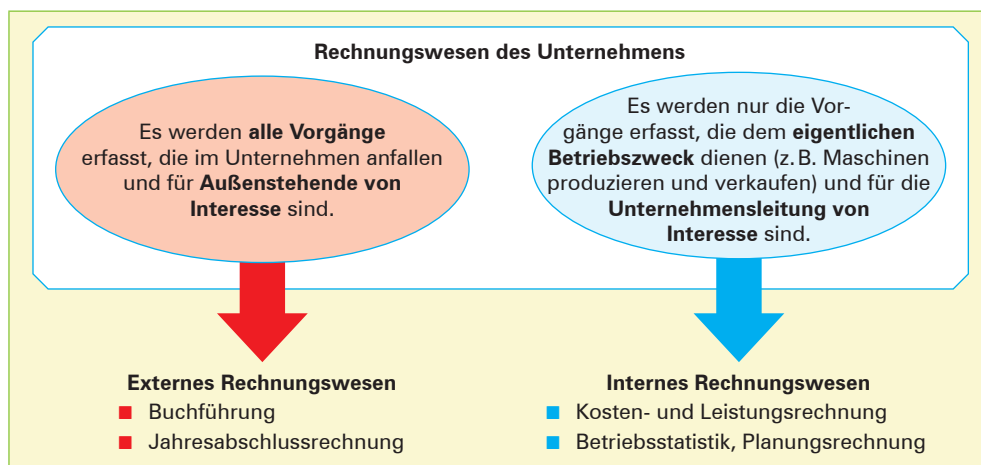 Rechnungswesen des Unternehmens
Es werden alle Vorgänge
erfasst, die im Unternehmen anfallen
und für Außenstehende von
Interesse sind.
Es werden nur die Vor-
gänge erfasst, die dem eigentlichen
Betriebszweck dienen (z. B. Maschinen
produzieren und verkaufen) und für die
Unternehmensleitung von
Interesse sind.
Externes Rechnungswesen
■ Buchführung
■ Jahresabschlussrechnung
Internes Rechnungswesen
■ Kosten- und Leistungsrechnung
■ Betriebsstatistik, Planungsrechnung